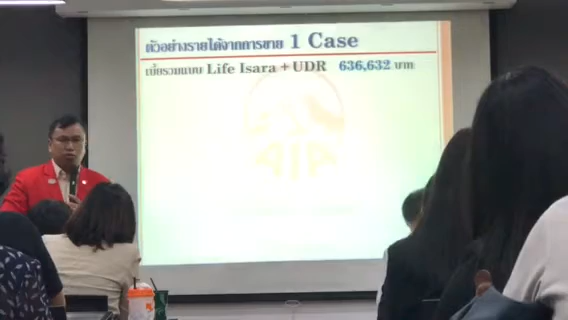 ตัวอย่างรายได้จากการขาย 1 Case
เบี้ยรวมแบบ Life Isara + UDR 636,632 บาท
AIA